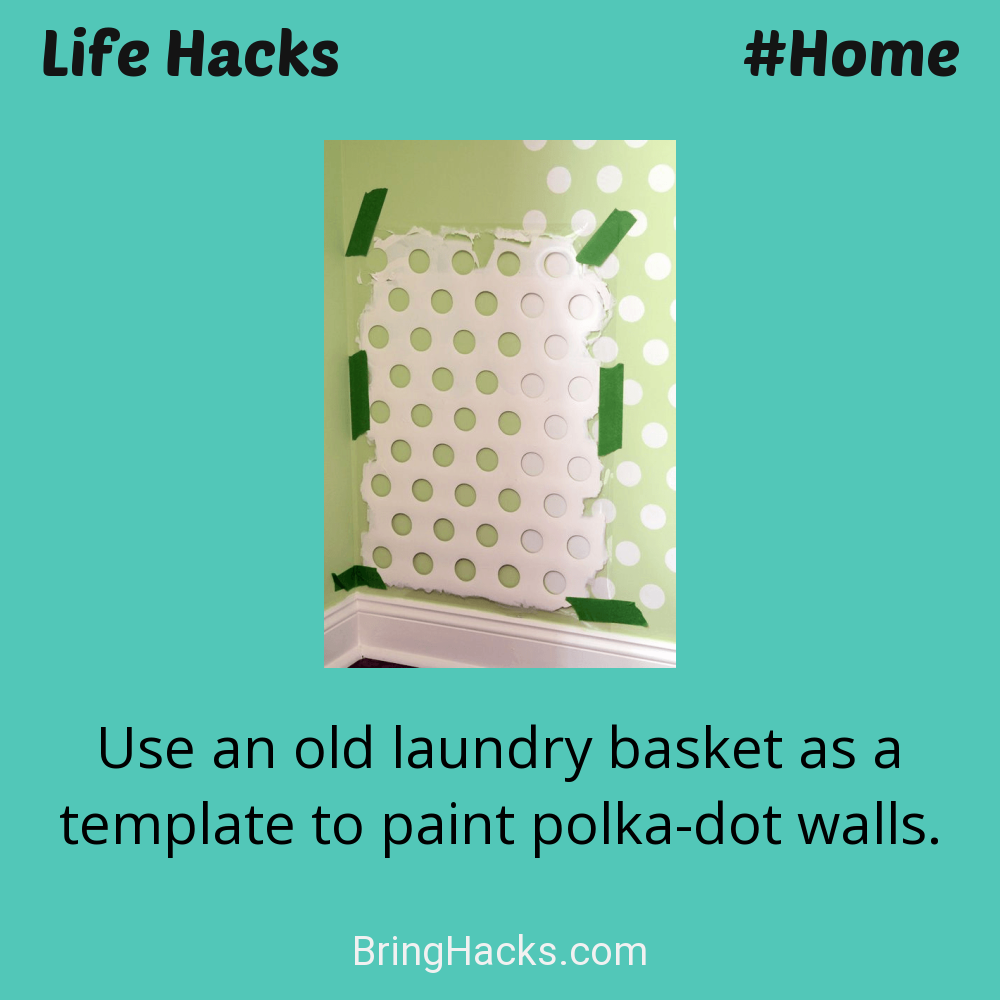 Life Hacks
#Home
Use an old laundry basket as a
template to paint polka-dot walls.
BringHacks.com